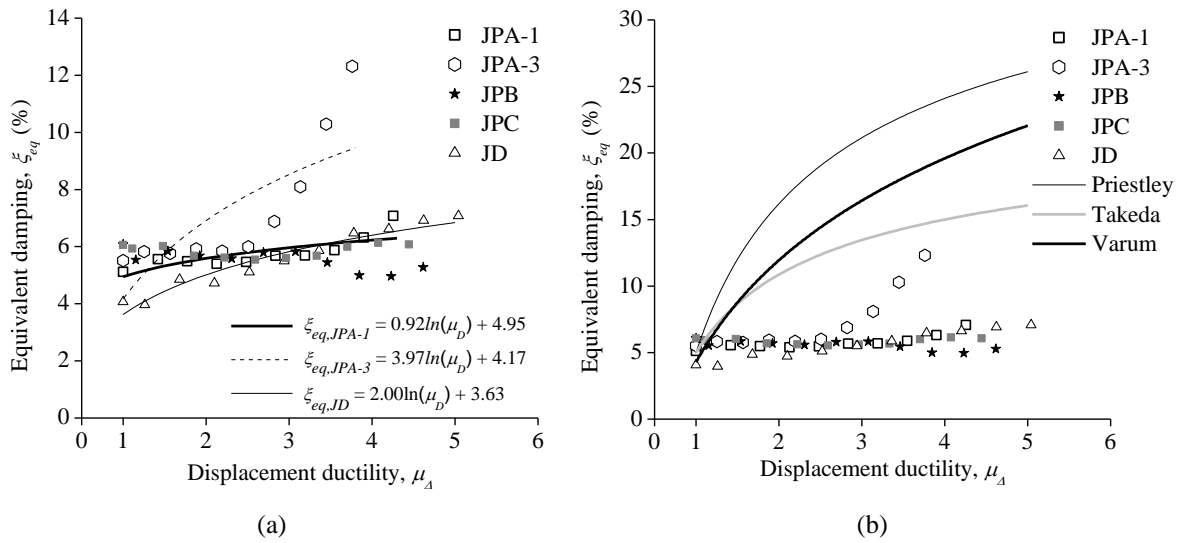 14
12
10
8
6
4
2
0
Equivalent damping, ξeq (%)
JPA-1
JPA-3
JPB
JPC
JD
ξeq,JPA-1 = 0.92ln(μD) + 4.95
ξeq,JPA-3 = 3.97ln(μD) + 4.17
ξeq,JD = 2.00ln(μD) + 3.63
0 1 2 3 4 5 6
Displacement ductility, μΔ
(a)
30
25
20
15
10
5
0
Equivalent damping, ξeq (%)
JPA-1
JPA-3
JPB
JPC
JD
Priestley
Takeda
Varum
0 1 2 3 4 5 6
Displacement ductility, μΔ
(b)